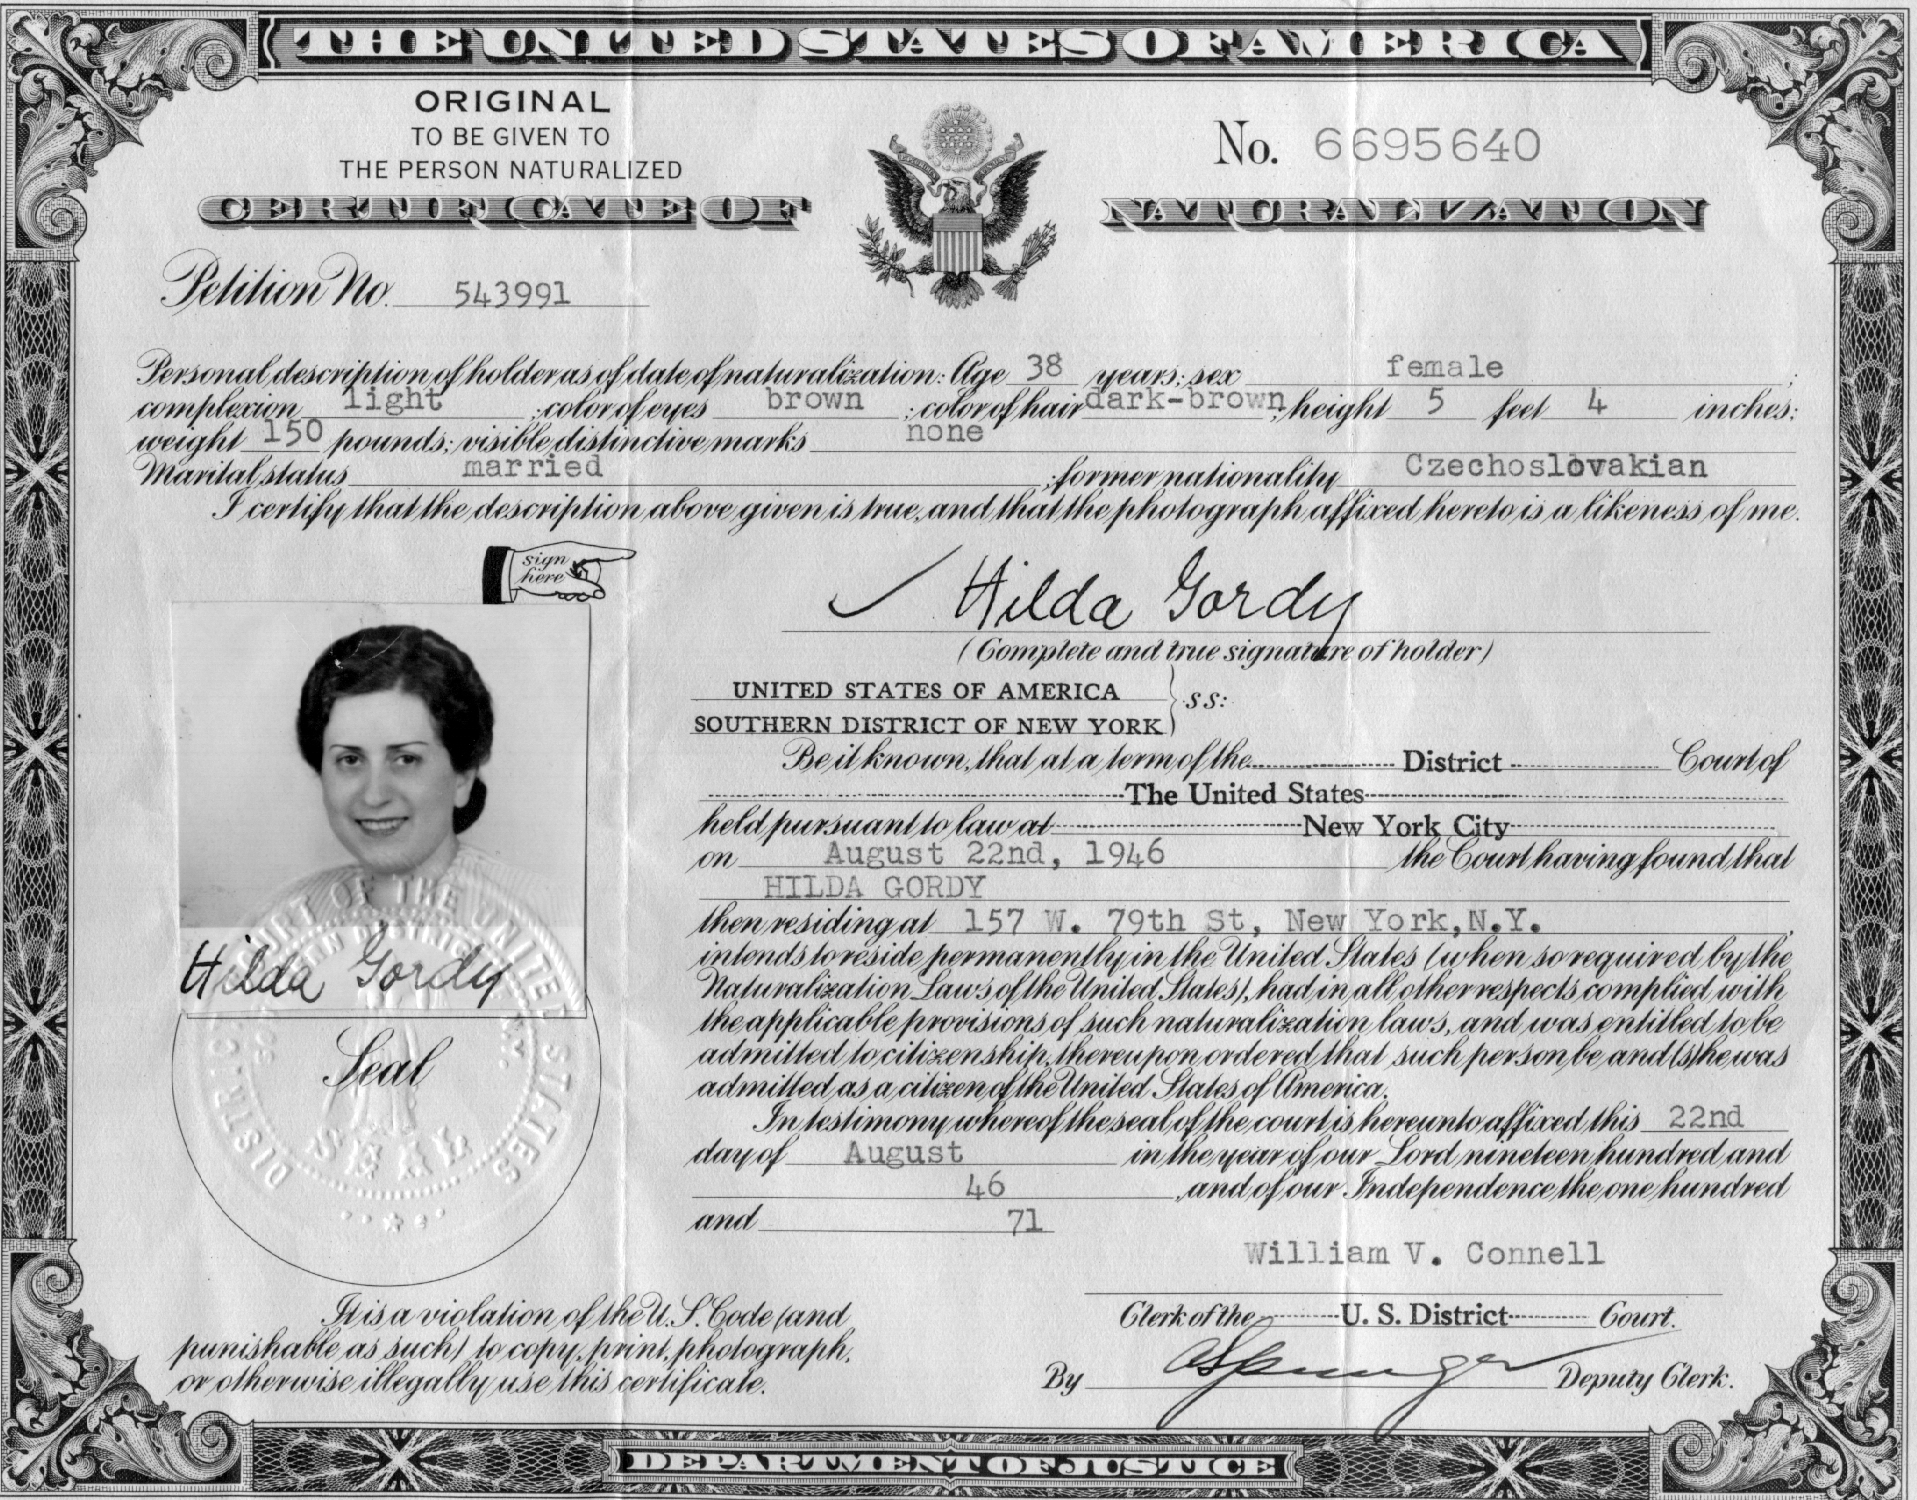 THE UNITED STATES OF AMERICA
ORIGINAL
TO BE GIVEN TO
THE PERSON NATURALIZED
No. 6695640
CERTIFICATE OF NATURALIZATION
Petition No. 543991
Personal description of holder as of date of naturalization: Age 38 years; sex female;
complexion light ; color of eyes brown ; color of hair dark-brown; height 5 feet 4 inches;
weight 150 pounds; visible distinctive marks none
Marital status married ; former nationality Czechoslovakian
I certify that the description above given is true, and that the photograph affixed hereto is a likeness of me.
sign
here
Hilda Gordy
(Complete and true signature of holder)
UNITED STATES OF AMERICA
SOUTHERN DISTRICT OF NEW YORK } ss:
Be it known, that at a term of the District Court of
The United States
held pursuant to law at New York City
on August 22nd, 1946 the Court having found that
HILDA GORDY
then residing at 157 W. 79th St, New York, N.Y.
intends to reside permanently in the United States (when so required by the
Naturalization Laws of the United States), had in all other respects complied with
the applicable provisions of such naturalization laws, and was entitled to be
admitted to citizenship, thereupon ordered that such person be and (s)he was
admitted as a citizen of the United States of America.
In testimony whereof the seal of the court is hereunto affixed this 22nd
day of August in the year of our Lord nineteen hundred and
46 , and of our Independence the one hundred
and 71
William V. Connell
Clerk of the U. S. District Court.
By Deputy Clerk.
Hilda Gordy
Seal
DISTRICT COURT OF THE UNITED STATES
SEAL
It is a violation of the U. S. Code (and
punishable as such) to copy, print, photograph,
or otherwise illegally use this certificate.
DEPARTMENT OF JUSTICE